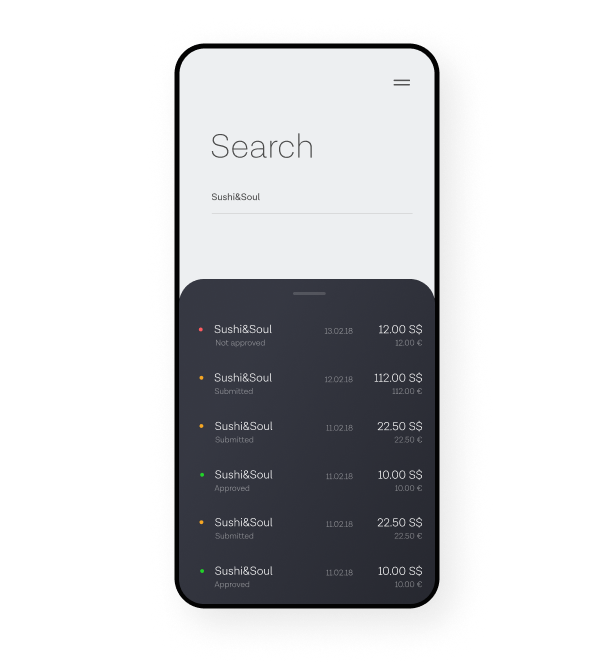 Search
Sushi&Soul
Sushi&Soul 13.02.18 12.00 S$
Not approved 12.00 €
Sushi&Soul 12.02.18 112.00 S$
Submitted 112.00 €
Sushi&Soul 11.02.18 22.50 S$
Submitted 22.50 €
Sushi&Soul 11.02.18 10.00 S$
Approved 10.00 €
Sushi&Soul 11.02.18 22.50 S$
Submitted 22.50 €
Sushi&Soul 11.02.18 10.00 S$
Approved 10.00 €